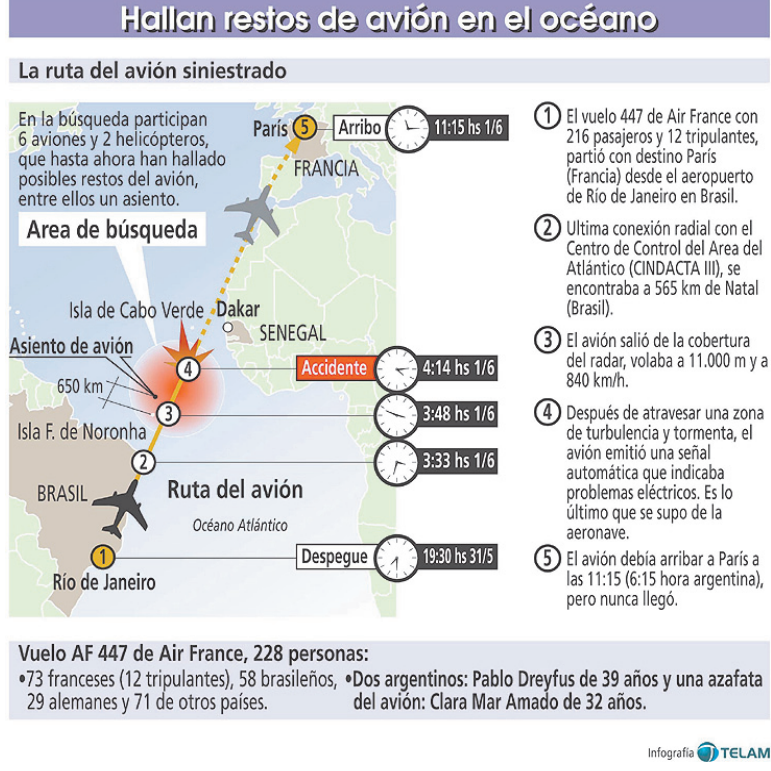 Hallan restos de avión en el océano
La ruta del avión siniestrado
En la búsqueda participan
6 aviones y 2 helicópteros,
que hasta ahora han hallado
posibles restos del avión,
entre ellos un asiento.
Area de búsqueda
París
5
Arribo
11:15 hs 1/6
FRANCIA
Isla de Cabo Verde
Dakar
SENEGAL
Asiento de avión
4
Accidente
4:14 hs 1/6
650 km
3
3:48 hs 1/6
Isla F. de Noronha
2
3:33 hs 1/6
BRASIL
Ruta del avión
Océano Atlántico
1
Despegue
19:30 hs 31/5
Río de Janeiro
1 El vuelo 447 de Air France con
216 pasajeros y 12 tripulantes,
partió con destino París
(Francia) desde el aeropuerto
de Río de Janeiro en Brasil.
2 Ultima conexión radial con el
Centro de Control del Area del
Atlántico (CINDACTA III), se
encontraba a 565 km de Natal
(Brasil).
3 El avión salió de la cobertura
del radar, volaba a 11.000 m y a
840 km/h.
4 Después de atravesar una zona
de turbulencia y tormenta, el
avión emitió una señal
automática que indicaba
problemas eléctricos. Es lo
último que se supo de la
aeronave.
5 El avión debía arribar a París a
las 11:15 (6:15 hora argentina),
pero nunca llegó.
Vuelo AF 447 de Air France, 228 personas:
•73 franceses (12 tripulantes), 58 brasileños,
29 alemanes y 71 de otros países.
•Dos argentinos: Pablo Dreyfus de 39 años y una azafata
del avión: Clara Mar Amado de 32 años.
Infografía TELAM